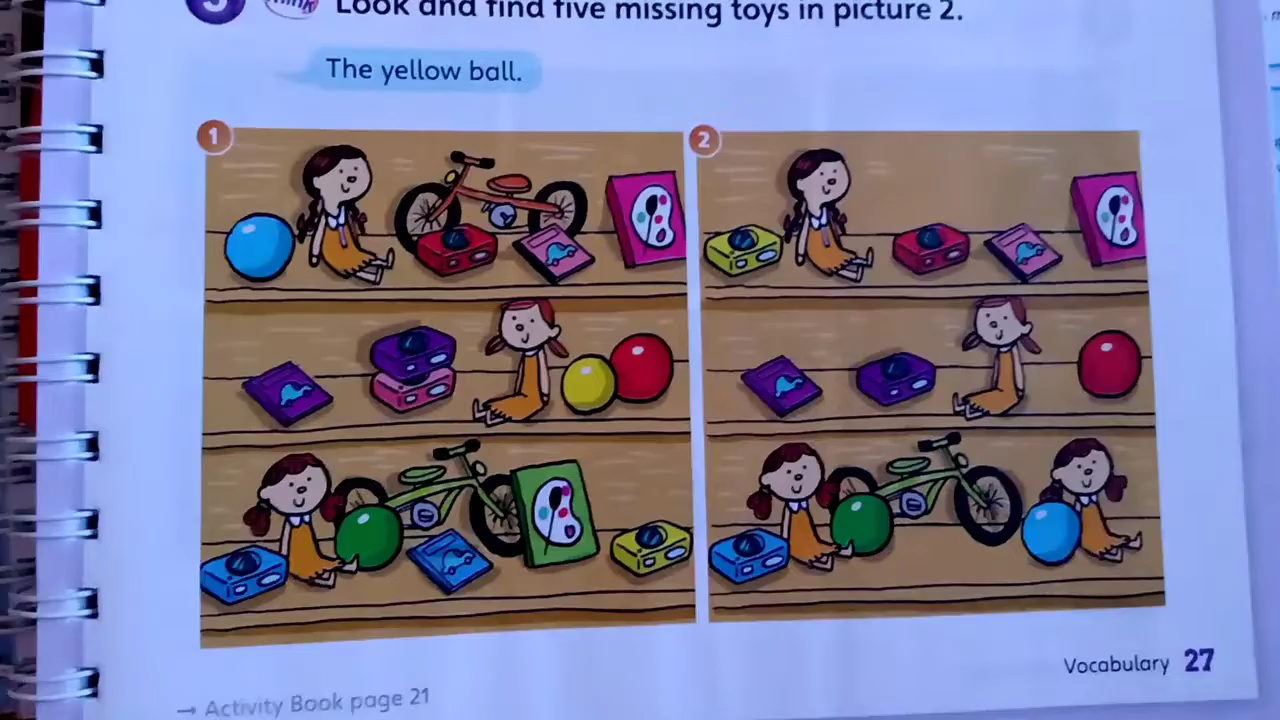 Look and find five missing toys in picture 2.
The yellow ball.
1
2
Vocabulary 27
→ Activity Book page 21